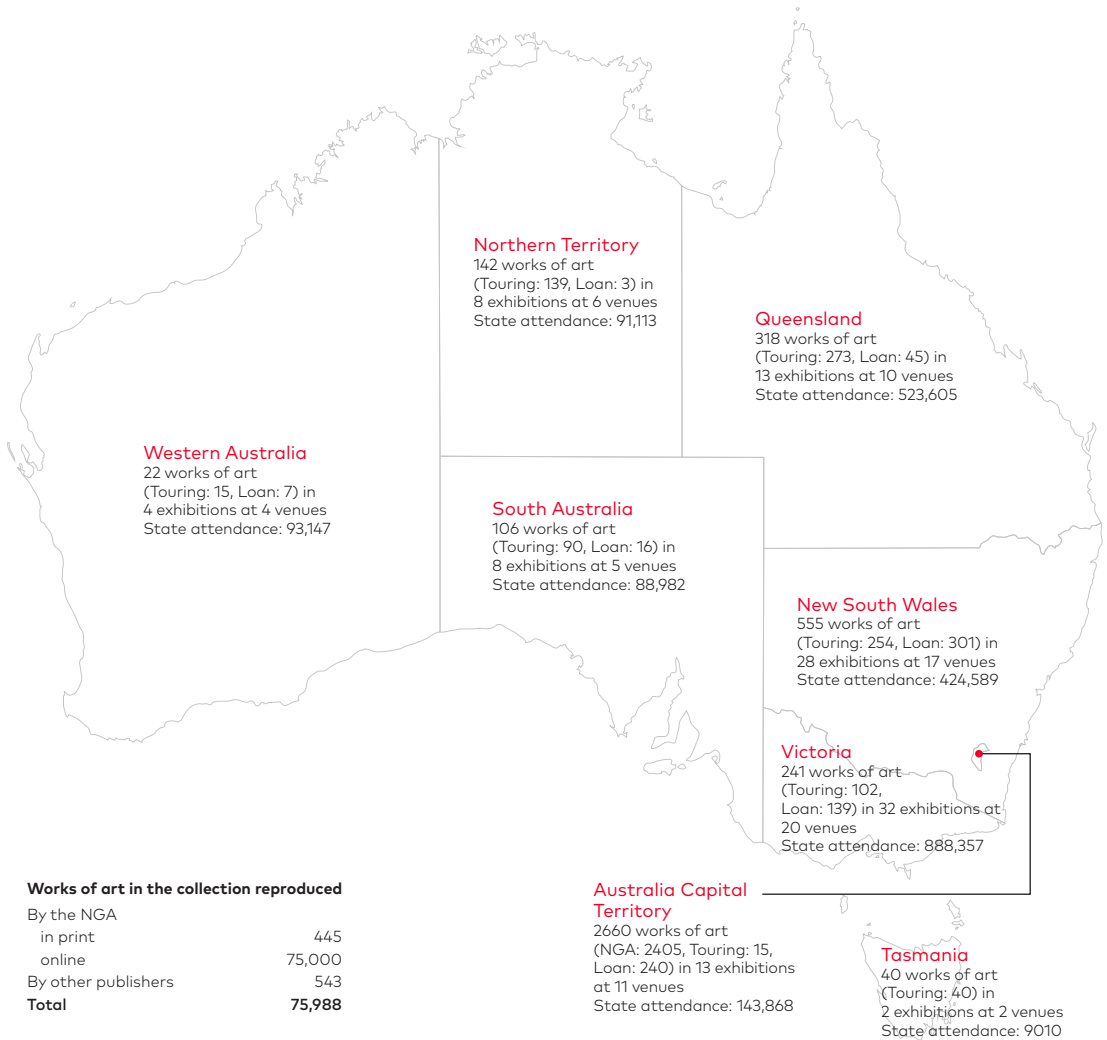 Northern Territory
142 works of art
(Touring: 139, Loan: 3) in
8 exhibitions at 6 venues
State attendance: 91,113
Queensland
318 works of art
(Touring: 273, Loan: 45) in
13 exhibitions at 10 venues
State attendance: 523,605
Western Australia
22 works of art
(Touring: 15, Loan: 7) in
4 exhibitions at 4 venues
State attendance: 93,147
South Australia
106 works of art
(Touring: 90, Loan: 16) in
8 exhibitions at 5 venues
State attendance: 88,982
New South Wales
555 works of art
(Touring: 254, Loan: 301) in
28 exhibitions at 17 venues
State attendance: 424,589
Victoria
241 works of art
(Touring: 102,
Loan: 139) in 32 exhibitions at
20 venues
State attendance: 888,357
Australia Capital
Territory
2660 works of art
(NGA: 2405, Touring: 15,
Loan: 240) in 13 exhibitions
at 11 venues
State attendance: 143,868
Tasmania
40 works of art
(Touring: 40) in
2 exhibitions at 2 venues
State attendance: 9010
Works of art in the collection reproduced
By the NGA
in print 445
online 75,000
By other publishers 543
Total 75,988